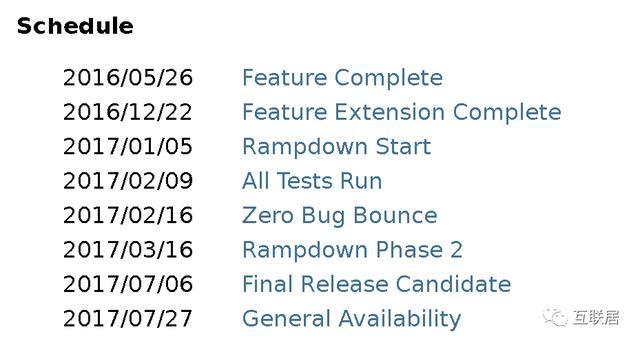 Schedule
2016/05/26 Feature Complete
2016/12/22 Feature Extension Complete
2017/01/05 Rampdown Start
2017/02/09 All Tests Run
2017/02/16 Zero Bug Bounce
2017/03/16 Rampdown Phase 2
2017/07/06 Final Release Candidate
2017/07/27 General Availability
互联居